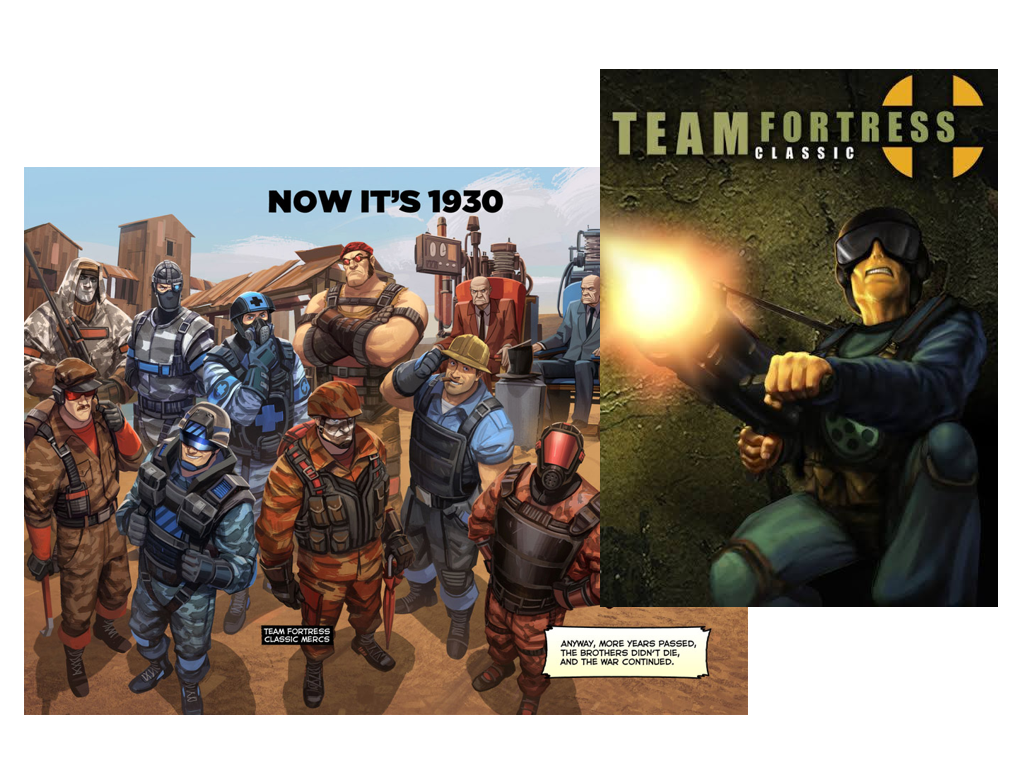 NOW IT'S 1930
TEAM FORTRESS
CLASSIC MERCS
ANYWAY, MORE YEARS PASSED,
THE BROTHERS DIDN'T DIE,
AND THE WAR CONTINUED.
TEAM FORTRESS
CLASSIC